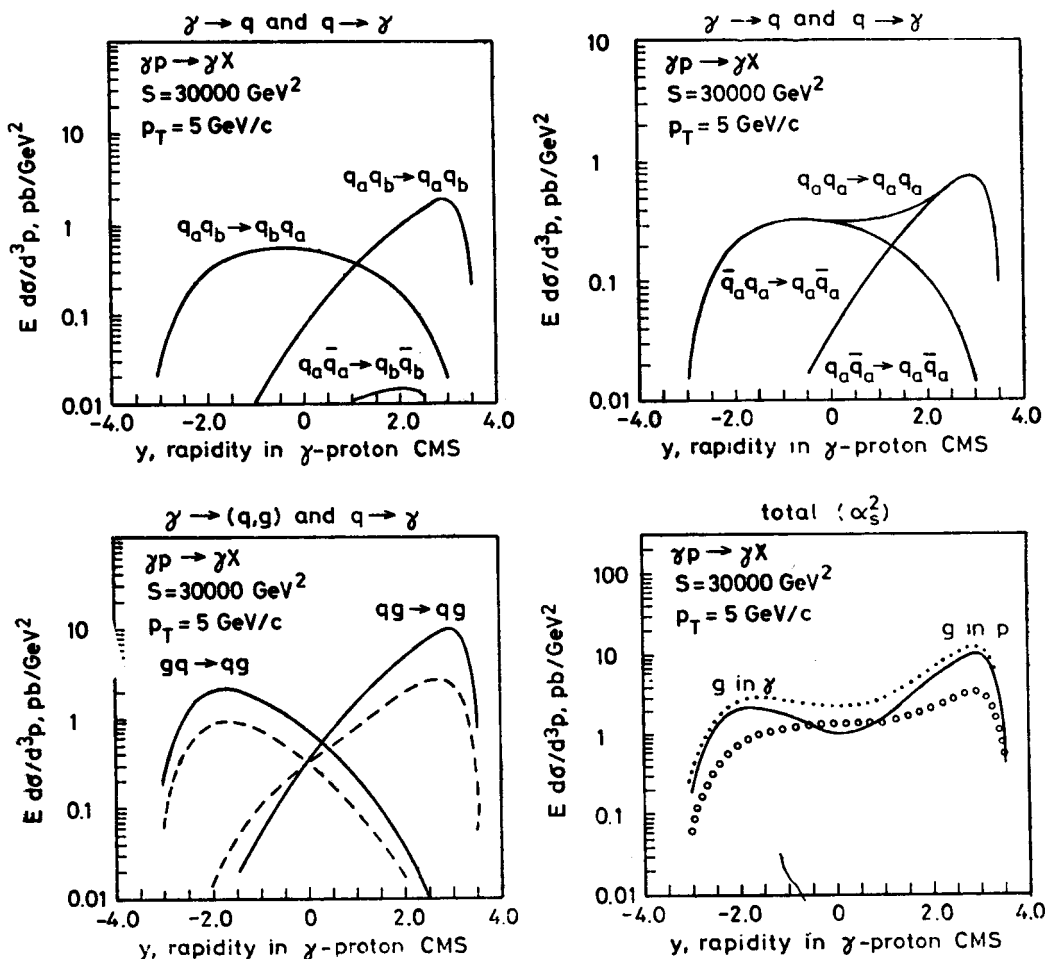 γ → q and q → γ
γp → γX
S = 30000 GeV²
p_T = 5 GeV/c
q_a q_b → q_a q_b
q_a q_b → q_b q_a
q_a q̄_a → q_b q̄_b
E dσ/d³p, pb/GeV²
10
1
0.1
0.01
-4.0 -2.0 0 2.0 4.0
y, rapidity in γ-proton CMS
γ → q and q → γ
γp → γX
S = 30000 GeV²
p_T = 5 GeV/c
q_a q_a → q_a q_a
q̄_a q_a → q_a q̄_a
q_a q̄_a → q_a q̄_a
E dσ/d³p, pb/GeV²
10
1
0.1
0.01
-4.0 -2.0 0 2.0 4.0
y, rapidity in γ-proton CMS
γ → (q,g) and q → γ
γp → γX
S = 30000 GeV²
p_T = 5 GeV/c
qg → qg
gq → qg
E dσ/d³p, pb/GeV²
10
1
0.1
0.01
-4.0 -2.0 0 2.0 4.0
y, rapidity in γ-proton CMS
total (α_s²)
γp → γX
S = 30000 GeV²
p_T = 5 GeV/c
g in p
g in γ
E dσ/d³p, pb/GeV²
100
10
1
0.1
0.01
-4.0 -2.0 0 2.0 4.0
y, rapidity in γ-proton CMS